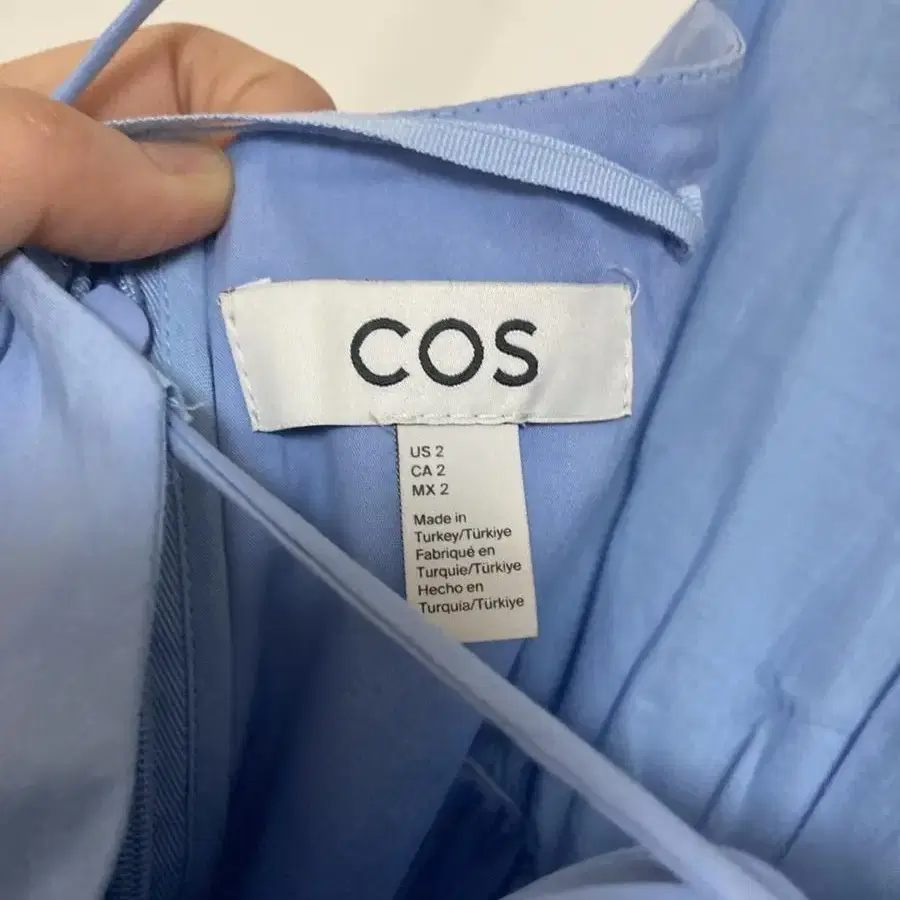 COS
US 2
CA 2
MX 2
Made in
Turkey/Türkiye
Fabriqué en
Turquie/Türkiye
Hecho en
Turquia/Türkiye